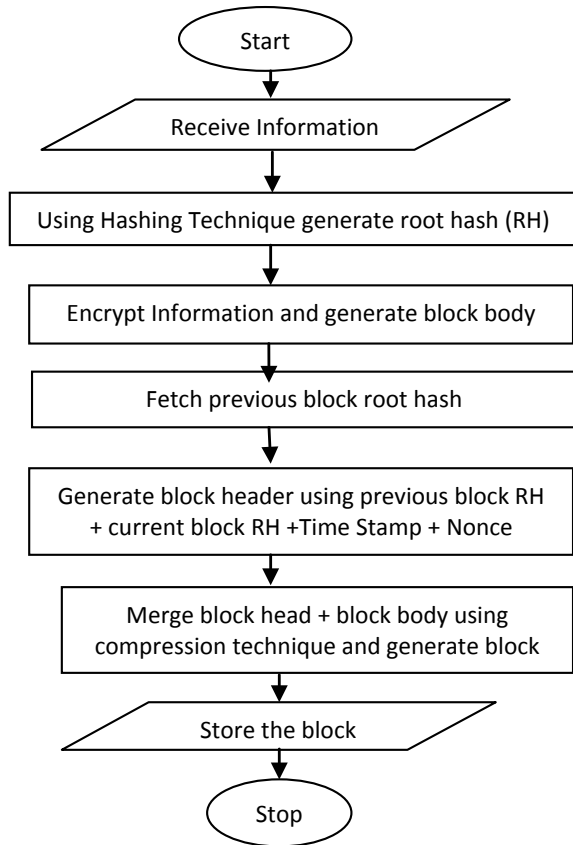 Start
Receive Information
Using Hashing Technique generate root hash (RH)
Encrypt Information and generate block body
Fetch previous block root hash
Generate block header using previous block RH
+ current block RH +Time Stamp + Nonce
Merge block head + block body using
compression technique and generate block
Store the block
Stop